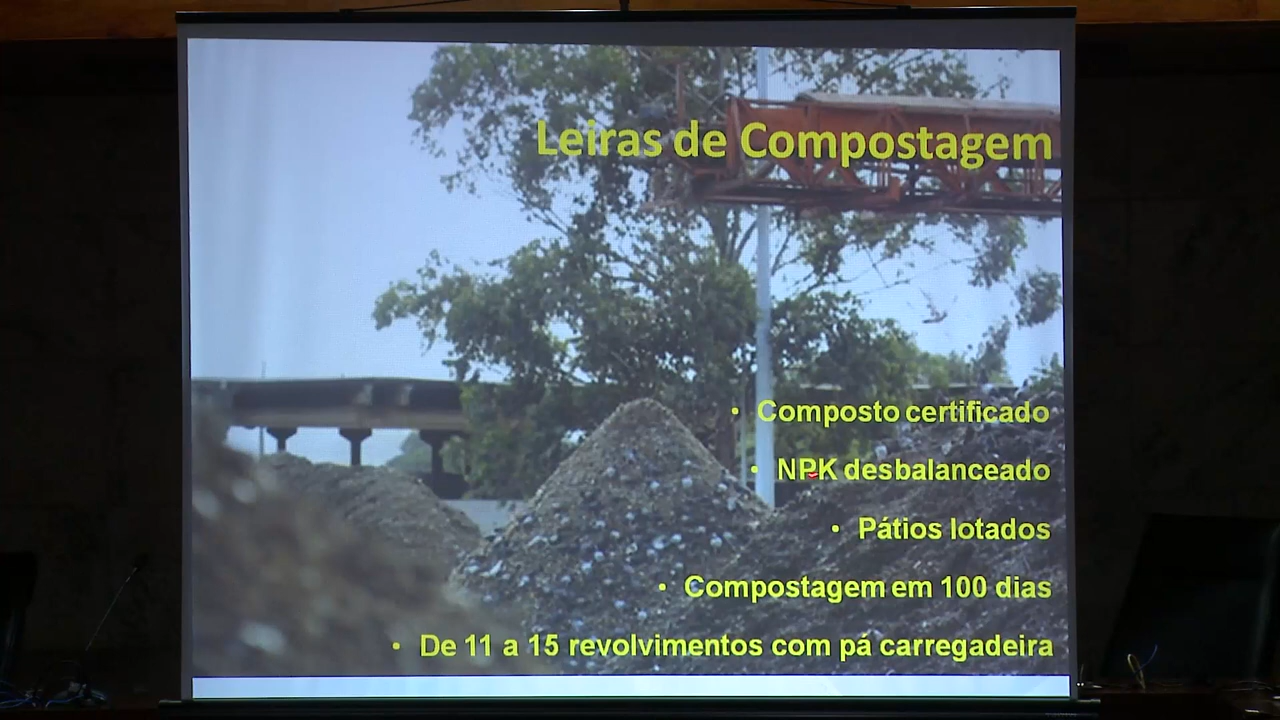 Leiras de Compostagem
• Composto certificado
• NPK desbalanceado
• Pátios lotados
• Compostagem em 100 dias
• De 11 a 15 revolvimentos com pá carregadeira